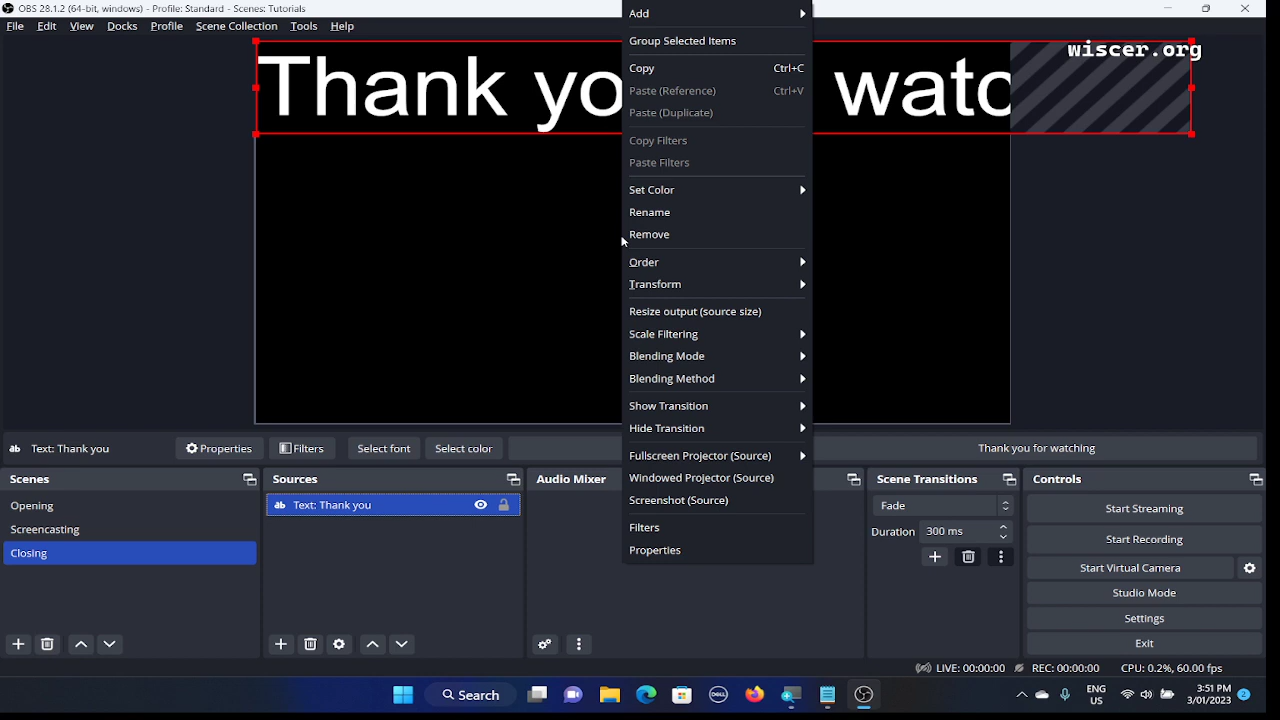 OBS 28.1.2 (64-bit, windows) - Profile: Standard - Scenes: Tutorials
File Edit View Docks Profile Scene Collection Tools Help
wiscer.org
Thank yo watc
Add
Group Selected Items
Copy Ctrl+C
Paste (Reference) Ctrl+V
Paste (Duplicate)
Copy Filters
Paste Filters
Set Color
Rename
Remove
Order
Transform
Resize output (source size)
Scale Filtering
Blending Mode
Blending Method
Show Transition
Hide Transition
Fullscreen Projector (Source)
Windowed Projector (Source)
Screenshot (Source)
Filters
Properties
ab Text: Thank you Properties Filters Select font Select color Thank you for watching
Scenes
Opening
Screencasting
Closing
Sources
ab Text: Thank you
Audio Mixer
Scene Transitions
Fade
Duration 300 ms
Controls
Start Streaming
Start Recording
Start Virtual Camera
Studio Mode
Settings
Exit
LIVE: 00:00:00 REC: 00:00:00 CPU: 0.2%, 60.00 fps
Search
DELL
ENG
US
3:51 PM
3/01/2023
2